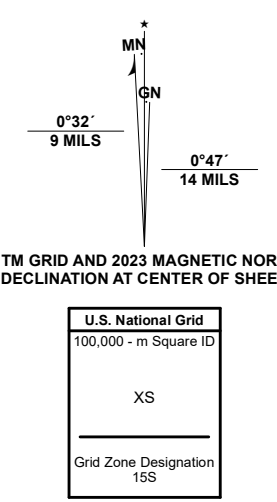 MN
GN
0°32´
9 MILS
0°47´
14 MILS
TM GRID AND 2023 MAGNETIC NOR
DECLINATION AT CENTER OF SHEE
U.S. National Grid
100,000 - m Square ID
XS
Grid Zone Designation
15S